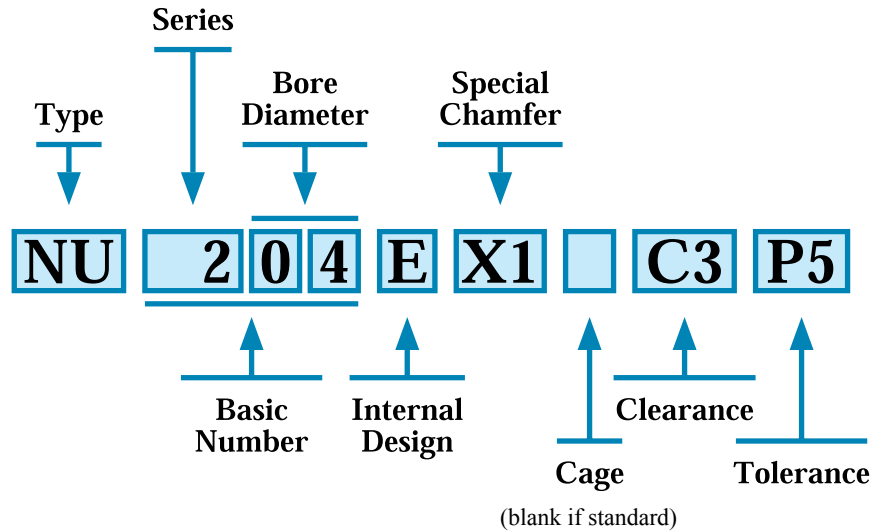 Series
Bore
Diameter
Special
Chamfer
Type
NU 2 0 4 E X1 C3 P5
Basic
Number
Internal
Design
Clearance
Cage
Tolerance
(blank if standard)